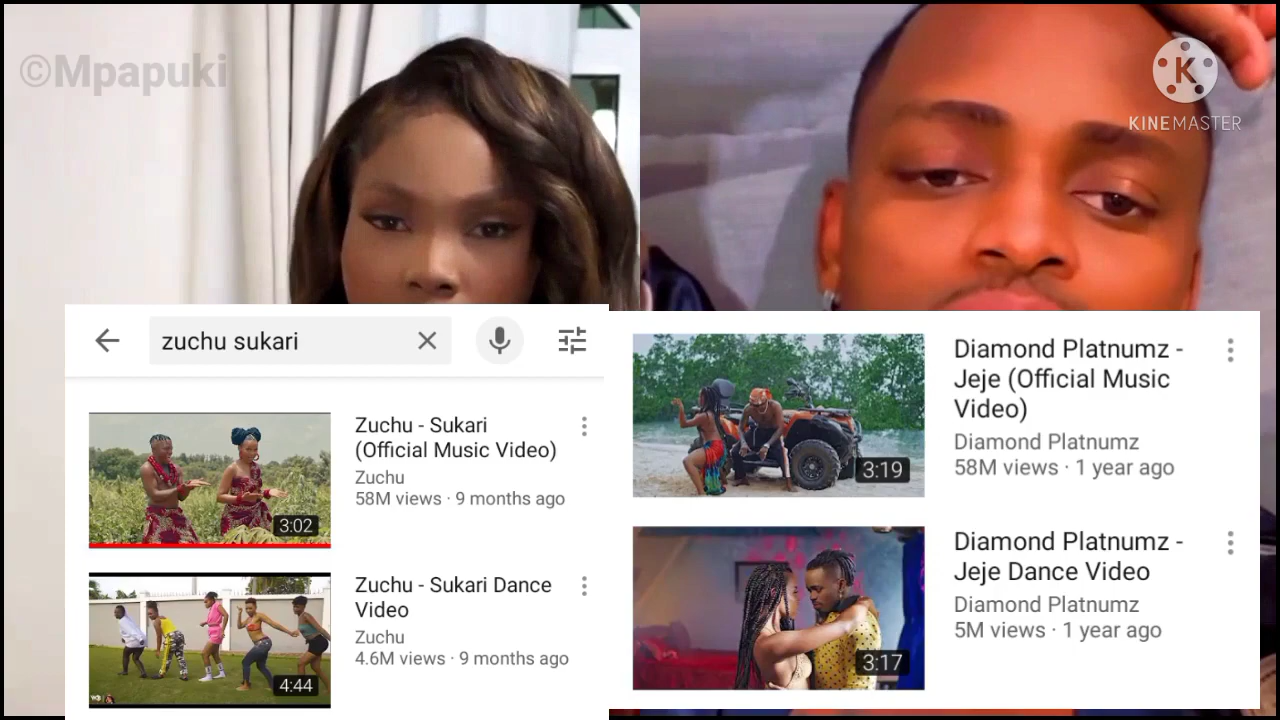 ©Mpapuki
K
KINEMASTER
zuchu sukari
Zuchu - Sukari
(Official Music Video)
Zuchu
58M views · 9 months ago
3:02
Zuchu - Sukari Dance
Video
Zuchu
4.6M views · 9 months ago
4:44
Diamond Platnumz -
Jeje (Official Music
Video)
Diamond Platnumz
58M views · 1 year ago
3:19
Diamond Platnumz -
Jeje Dance Video
Diamond Platnumz
5M views · 1 year ago
3:17